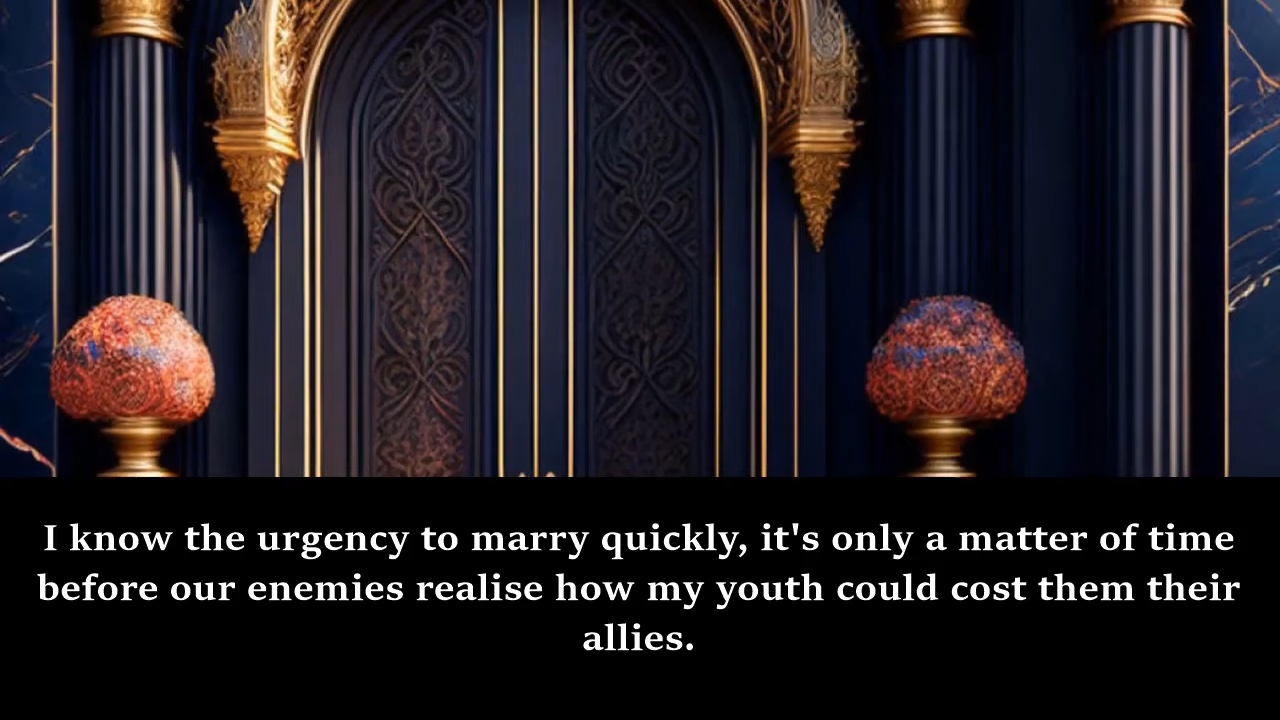 I know the urgency to marry quickly, it's only a matter of time
before our enemies realise how my youth could cost them their
allies.